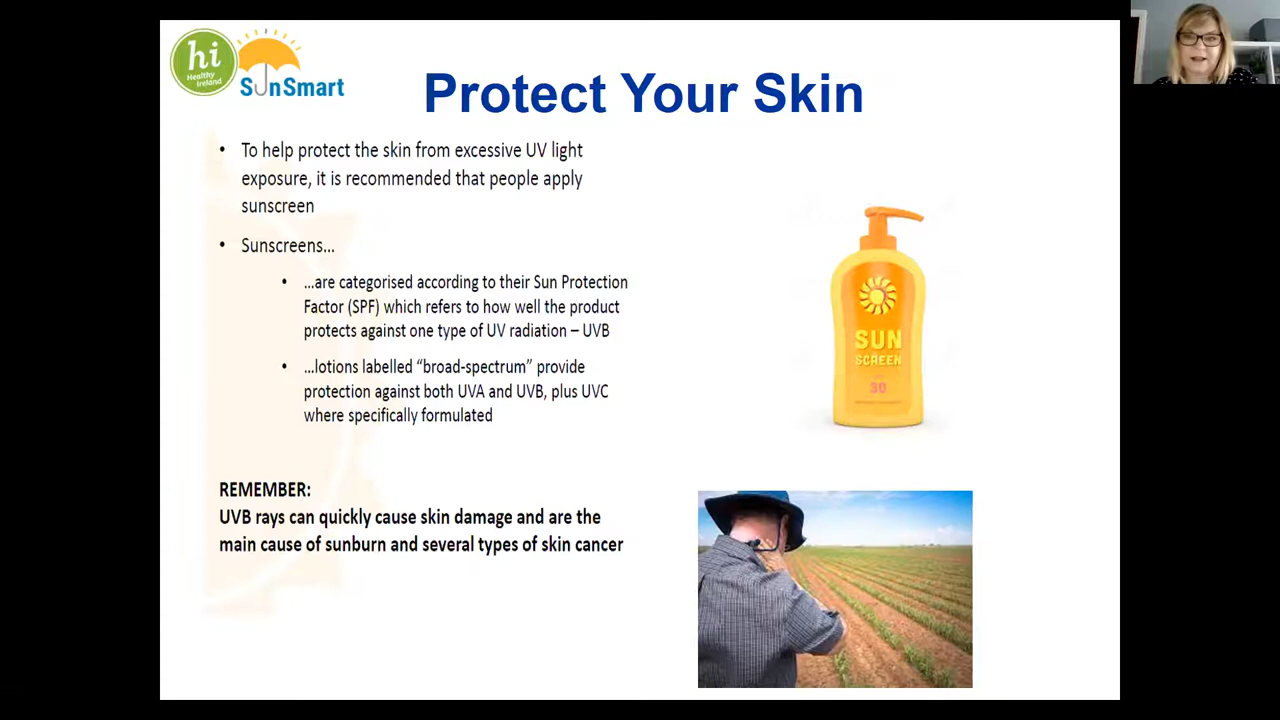 hi
Healthy
Ireland
SunSmart
Protect Your Skin
• To help protect the skin from excessive UV light
exposure, it is recommended that people apply
sunscreen
• Sunscreens...
• ...are categorised according to their Sun Protection
Factor (SPF) which refers to how well the product
protects against one type of UV radiation – UVB
• ...lotions labelled “broad-spectrum” provide
protection against both UVA and UVB, plus UVC
where specifically formulated
SUN
SCREEN
30
REMEMBER:
UVB rays can quickly cause skin damage and are the
main cause of sunburn and several types of skin cancer